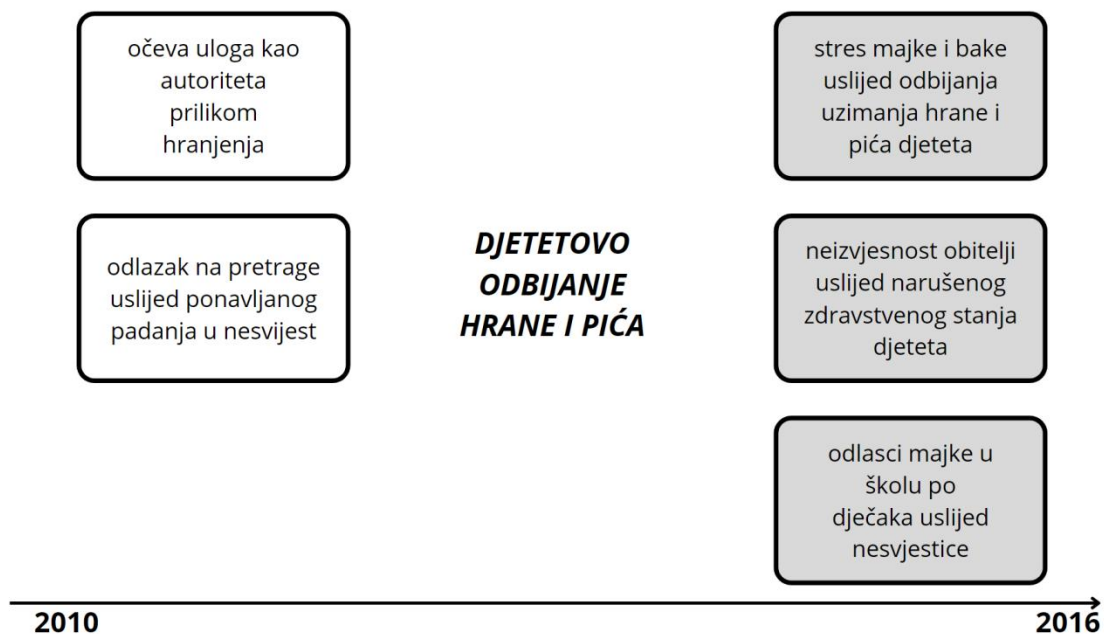 očeva uloga kao
autoriteta
prilikom
hranjenja
odlazak na pretrage
uslijed ponavljanog
padanja u nesvijest
DJETETOVO
ODBIJANJE
HRANE I PIĆA
stres majke i bake
uslijed odbijanja
uzimanja hrane i
pića djeteta
neizvjesnost obitelji
uslijed narušenog
zdravstvenog stanja
djeteta
odlasci majke u
školu po
dječaka uslijed
nesvjestice
2010
2016